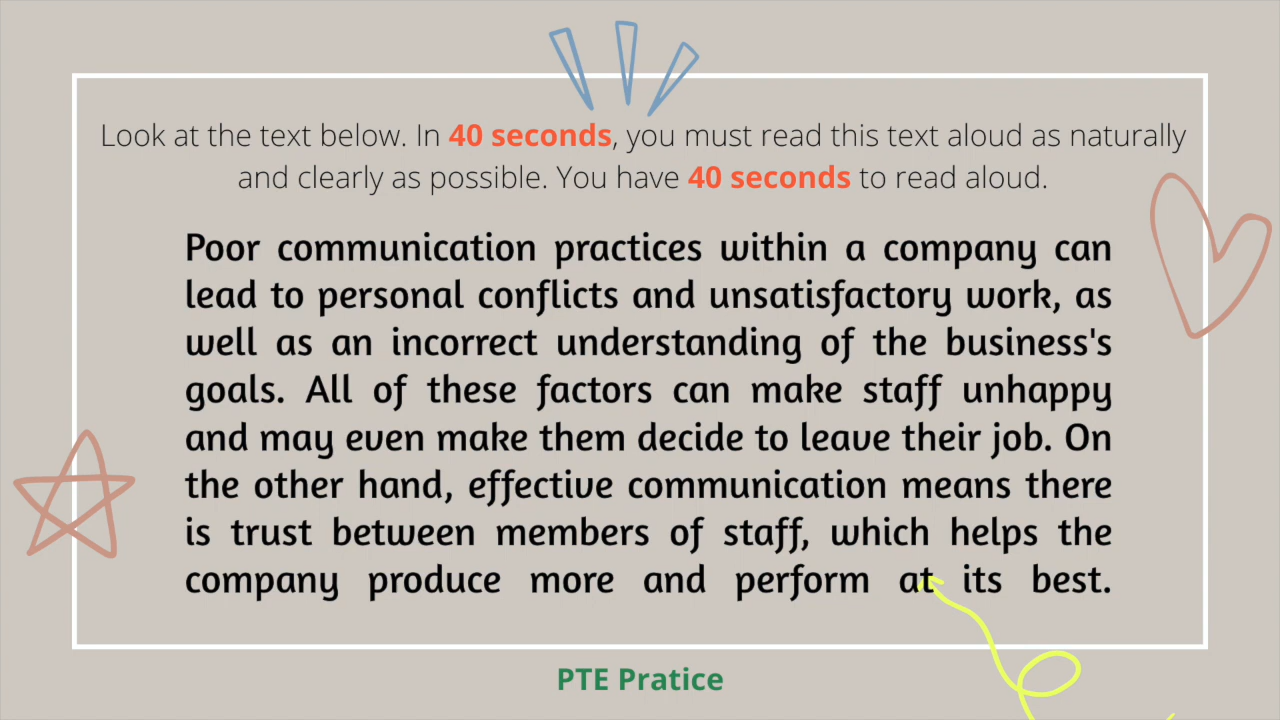 Look at the text below. In 40 seconds, you must read this text aloud as naturally
and clearly as possible. You have 40 seconds to read aloud.
Poor communication practices within a company can
lead to personal conflicts and unsatisfactory work, as
well as an incorrect understanding of the business's
goals. All of these factors can make staff unhappy
and may even make them decide to leave their job. On
the other hand, effective communication means there
is trust between members of staff, which helps the
company produce more and perform at its best.
PTE Pratice